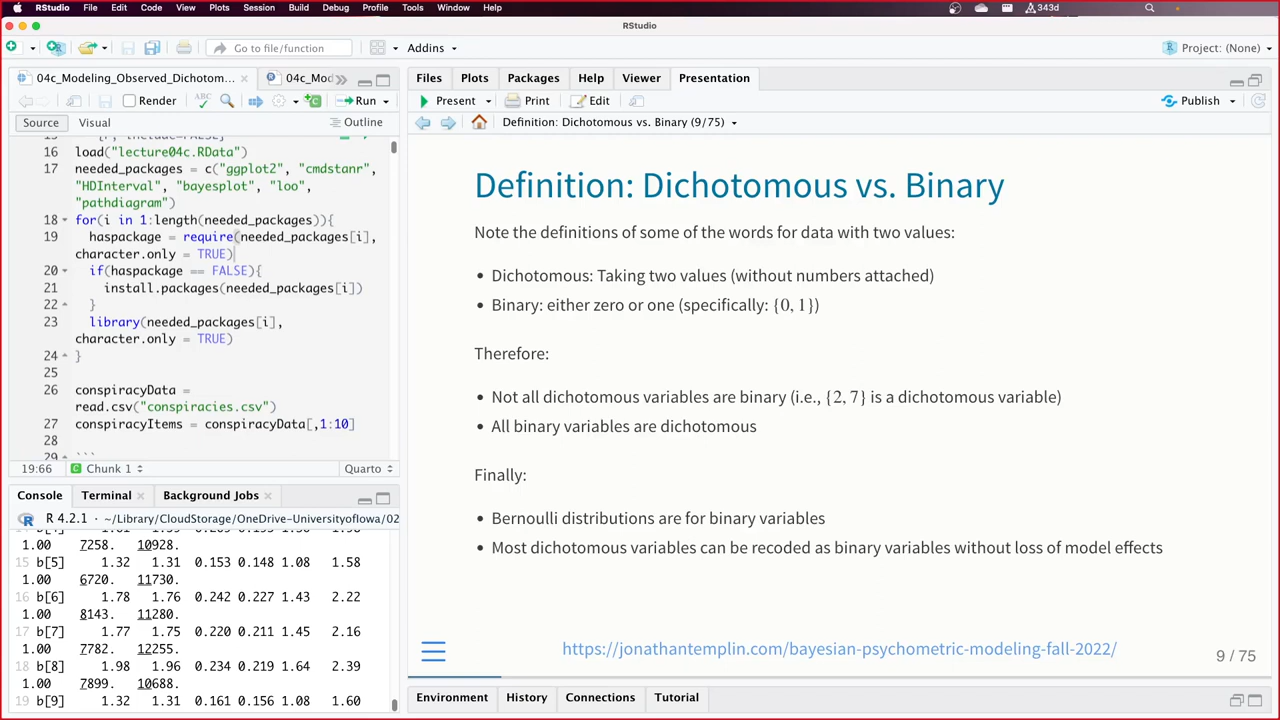 RStudio File Edit Code View Plots Session Build Debug Profile Tools Window Help 343d
RStudio
Go to file/function Addins Project: (None)
04c_Modeling_Observed_Dichotom... 04c_Mod
Render Run
Source Visual Outline
15 {r, include=FALSE}
16 load("lecture04c.RData")
17 needed_packages = c("ggplot2", "cmdstanr",
"HDInterval", "bayesplot", "loo",
"pathdiagram")
18 for(i in 1:length(needed_packages)){
19 haspackage = require(needed_packages[i],
character.only = TRUE)
20 if(haspackage == FALSE){
21 install.packages(needed_packages[i])
22 }
23 library(needed_packages[i],
character.only = TRUE)
24 }
25
26 conspiracyData =
read.csv("conspiracies.csv")
27 conspiracyItems = conspiracyData[,1:10]
28
29 ```
19:66 Chunk 1 Quarto
Console Terminal Background Jobs
R 4.2.1 · ~/Library/CloudStorage/OneDrive-UniversityofIowa/02
1.00 7258. 10928.
15 b[5] 1.32 1.31 0.153 0.148 1.08 1.58
1.00 6720. 11730.
16 b[6] 1.78 1.76 0.242 0.227 1.43 2.22
1.00 8143. 11280.
17 b[7] 1.77 1.75 0.220 0.211 1.45 2.16
1.00 7782. 12255.
18 b[8] 1.98 1.96 0.234 0.219 1.64 2.39
1.00 7899. 10688.
19 b[9] 1.32 1.31 0.161 0.156 1.08 1.60
Files Plots Packages Help Viewer Presentation
Present Print Edit Publish
Definition: Dichotomous vs. Binary (9/75)
Definition: Dichotomous vs. Binary
Note the definitions of some of the words for data with two values:
• Dichotomous: Taking two values (without numbers attached)
• Binary: either zero or one (specifically: {0, 1})
Therefore:
• Not all dichotomous variables are binary (i.e., {2, 7} is a dichotomous variable)
• All binary variables are dichotomous
Finally:
• Bernoulli distributions are for binary variables
• Most dichotomous variables can be recoded as binary variables without loss of model effects
https://jonathantemplin.com/bayesian-psychometric-modeling-fall-2022/
9 / 75
Environment History Connections Tutorial